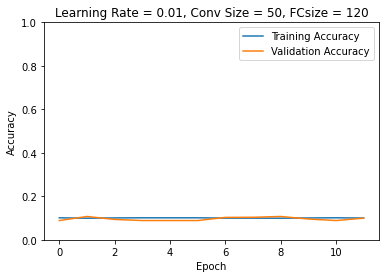 Learning Rate = 0.01, Conv Size = 50, FCsize = 120
Training Accuracy
Validation Accuracy
Accuracy
1.0
0.8
0.6
0.4
0.2
0.0
0 2 4 6 8 10
Epoch